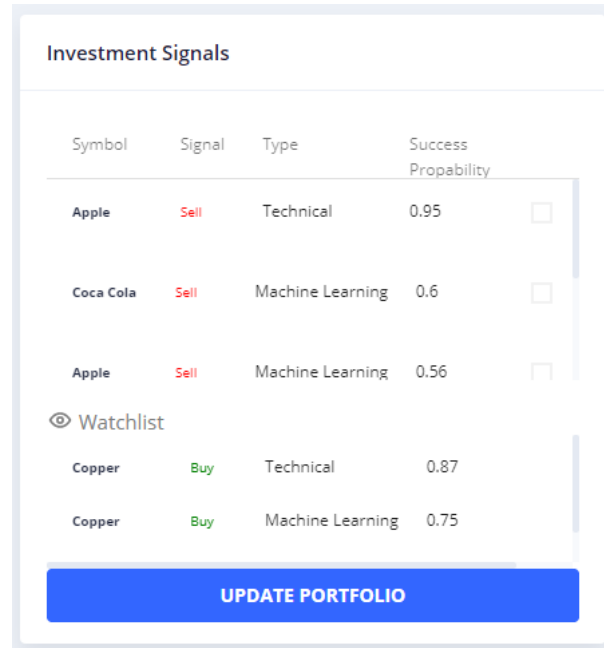 Investment Signals
Symbol Signal Type Success
Propability
Apple Sell Technical 0.95
Coca Cola Sell Machine Learning 0.6
Apple Sell Machine Learning 0.56
Watchlist
Copper Buy Technical 0.87
Copper Buy Machine Learning 0.75
UPDATE PORTFOLIO